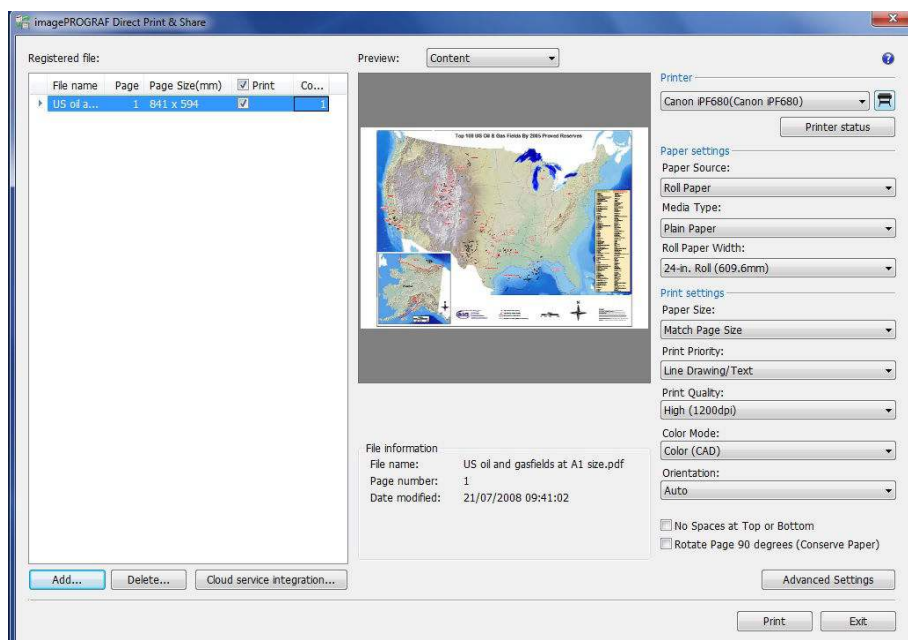 imagePROGRAF Direct Print & Share
Registered file:
File name Page Page Size(mm) Print Co...
US oil a... 1 841 x 594 1
Add... Delete... Cloud service integration...
Preview: Content
Top 100 US Oil & Gas Fields By 2005 Proved Reserves
File information
File name: US oil and gasfields at A1 size.pdf
Page number: 1
Date modified: 21/07/2008 09:41:02
Printer
Canon iPF680(Canon iPF680)
Printer status
Paper settings
Paper Source:
Roll Paper
Media Type:
Plain Paper
Roll Paper Width:
24-in. Roll (609.6mm)
Print settings
Paper Size:
Match Page Size
Print Priority:
Line Drawing/Text
Print Quality:
High (1200dpi)
Color Mode:
Color (CAD)
Orientation:
Auto
No Spaces at Top or Bottom
Rotate Page 90 degrees (Conserve Paper)
Advanced Settings
Print Exit